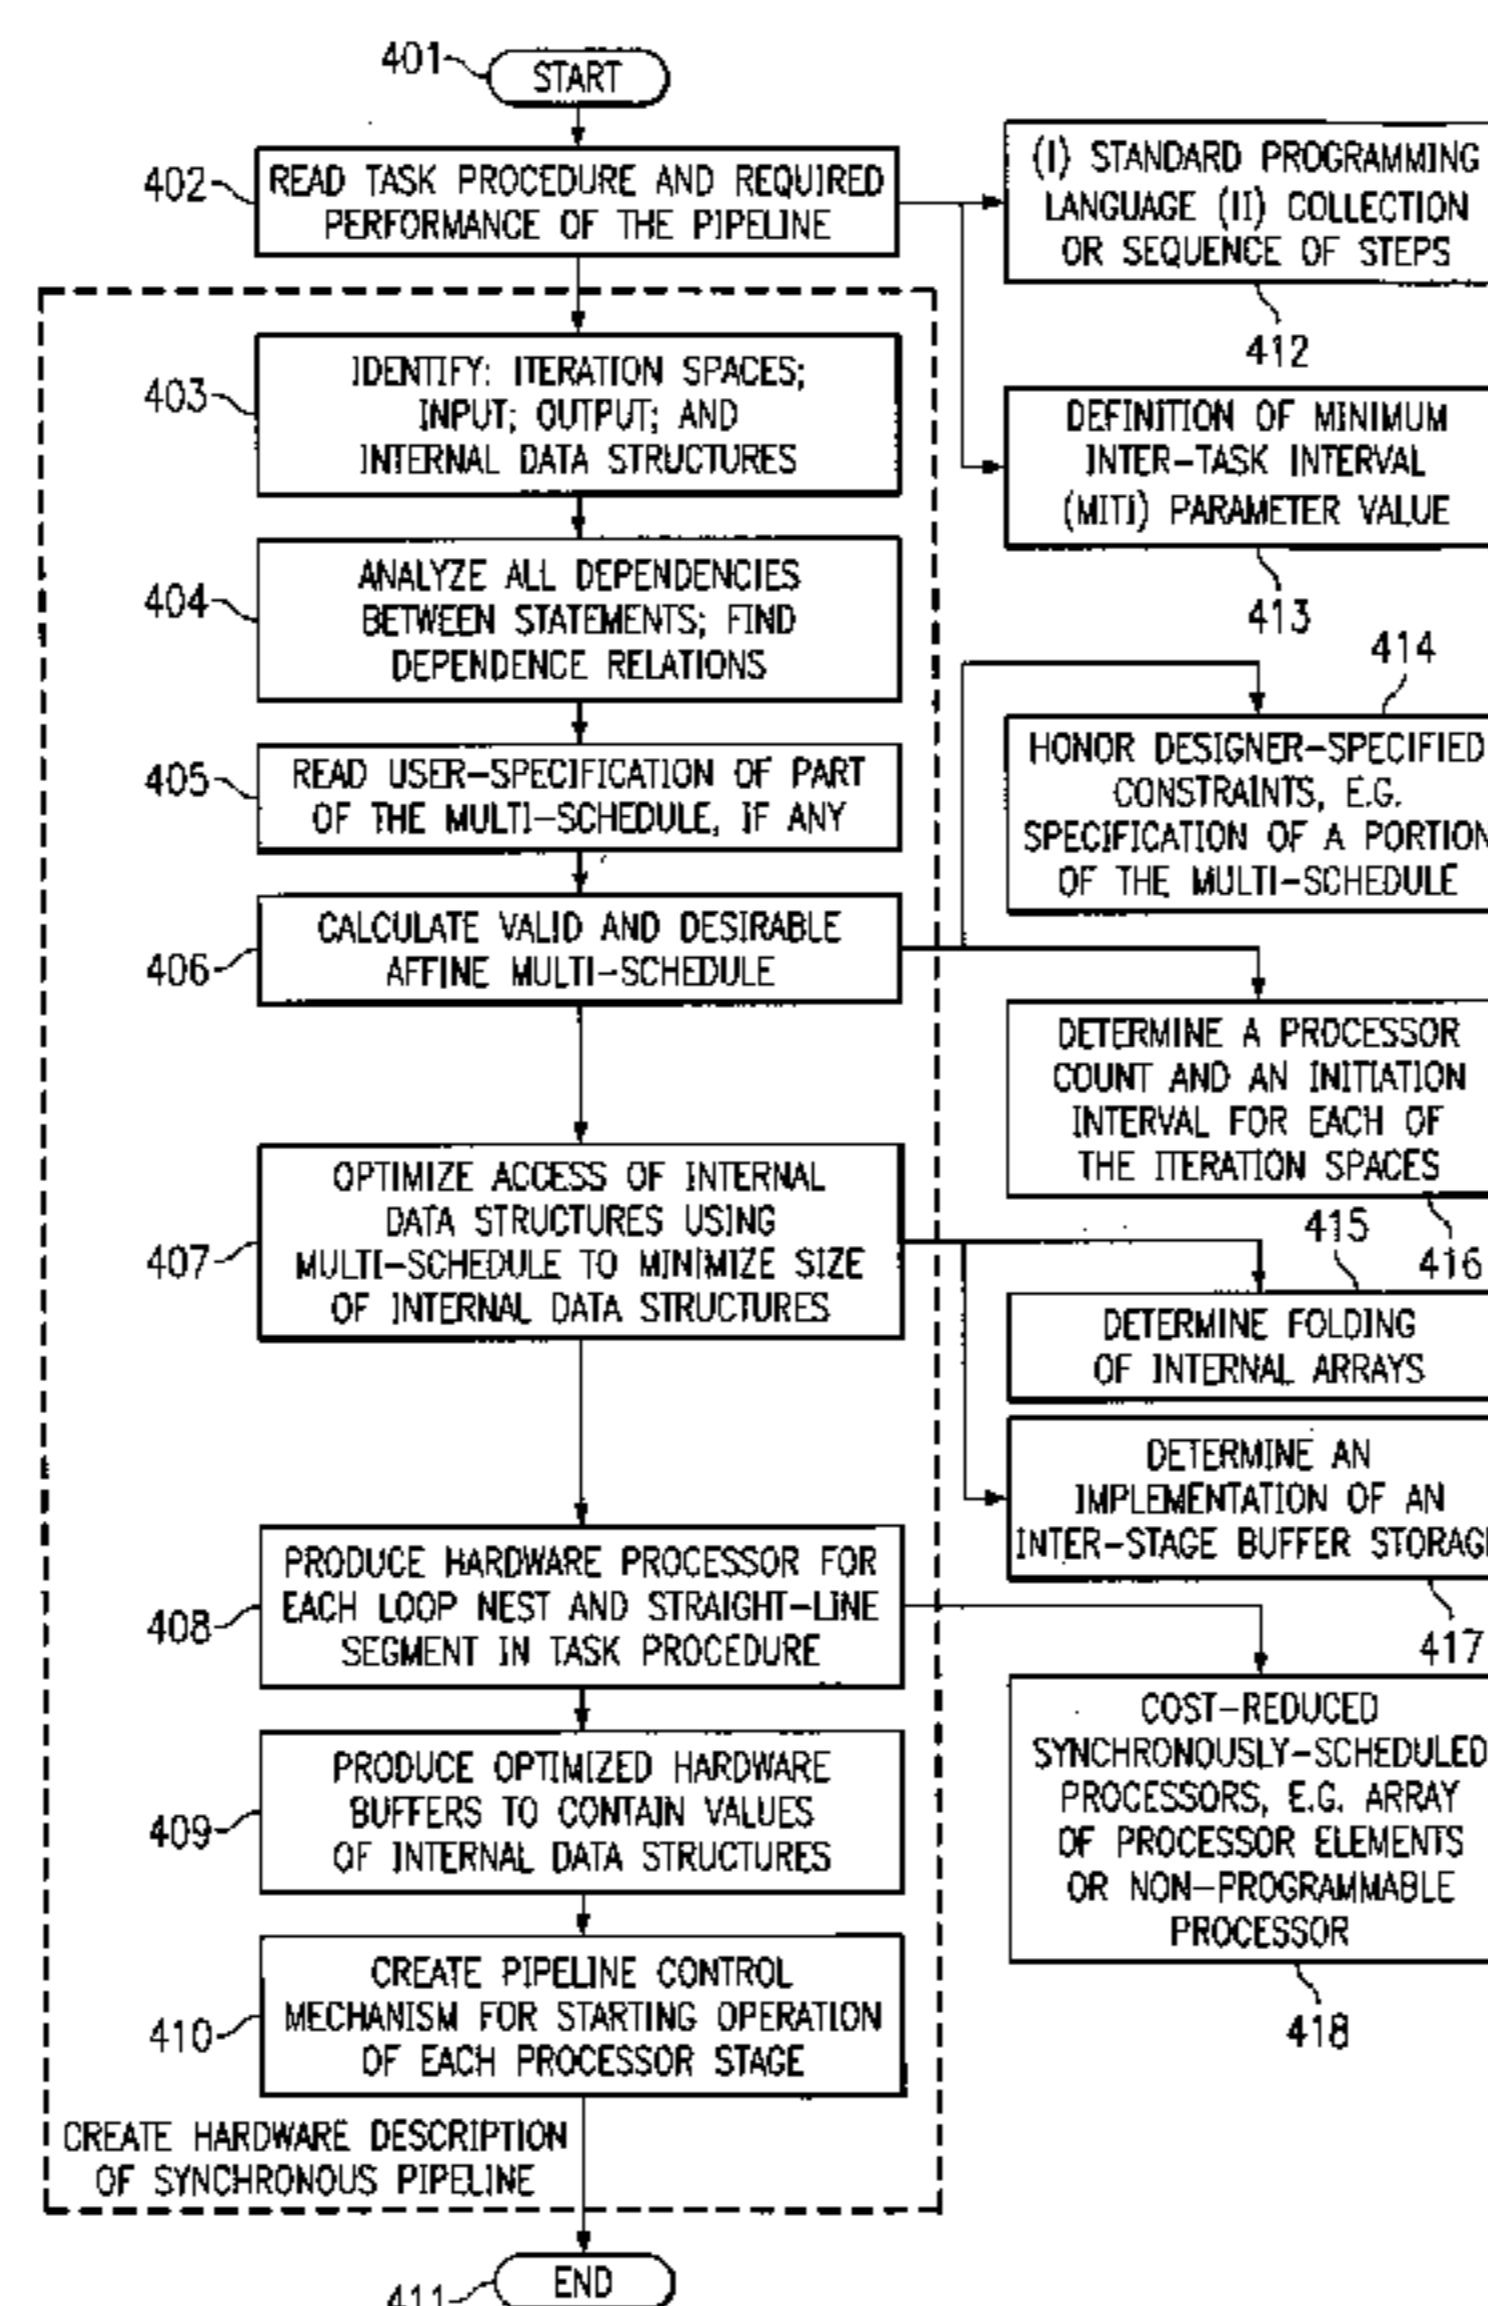 401
START
402
READ TASK PROCEDURE AND REQUIRED
PERFORMANCE OF THE PIPELINE
(I) STANDARD PROGRAMMING
LANGUAGE (II) COLLECTION
OR SEQUENCE OF STEPS
412
403
IDENTIFY: ITERATION SPACES;
INPUT; OUTPUT; AND
INTERNAL DATA STRUCTURES
DEFINITION OF MINIMUM
INTER-TASK INTERVAL
(MITI) PARAMETER VALUE
413
404
ANALYZE ALL DEPENDENCIES
BETWEEN STATEMENTS; FIND
DEPENDENCE RELATIONS
414
405
READ USER-SPECIFICATION OF PART
OF THE MULTI-SCHEDULE, IF ANY
HONOR DESIGNER-SPECIFIED
CONSTRAINTS, E.G.
SPECIFICATION OF A PORTION
OF THE MULTI-SCHEDULE
406
CALCULATE VALID AND DESIRABLE
AFFINE MULTI-SCHEDULE
DETERMINE A PROCESSOR
COUNT AND AN INITIATION
INTERVAL FOR EACH OF
THE ITERATION SPACES
415
416
407
OPTIMIZE ACCESS OF INTERNAL
DATA STRUCTURES USING
MULTI-SCHEDULE TO MINIMIZE SIZE
OF INTERNAL DATA STRUCTURES
DETERMINE FOLDING
OF INTERNAL ARRAYS
DETERMINE AN
IMPLEMENTATION OF AN
INTER-STAGE BUFFER STORAGE
417
408
PRODUCE HARDWARE PROCESSOR FOR
EACH LOOP NEST AND STRAIGHT-LINE
SEGMENT IN TASK PROCEDURE
COST-REDUCED
SYNCHRONOUSLY-SCHEDULED
PROCESSORS, E.G. ARRAY
OF PROCESSOR ELEMENTS
OR NON-PROGRAMMABLE
PROCESSOR
418
409
PRODUCE OPTIMIZED HARDWARE
BUFFERS TO CONTAIN VALUES
OF INTERNAL DATA STRUCTURES
410
CREATE PIPELINE CONTROL
MECHANISM FOR STARTING OPERATION
OF EACH PROCESSOR STAGE
CREATE HARDWARE DESCRIPTION
OF SYNCHRONOUS PIPELINE
411
END